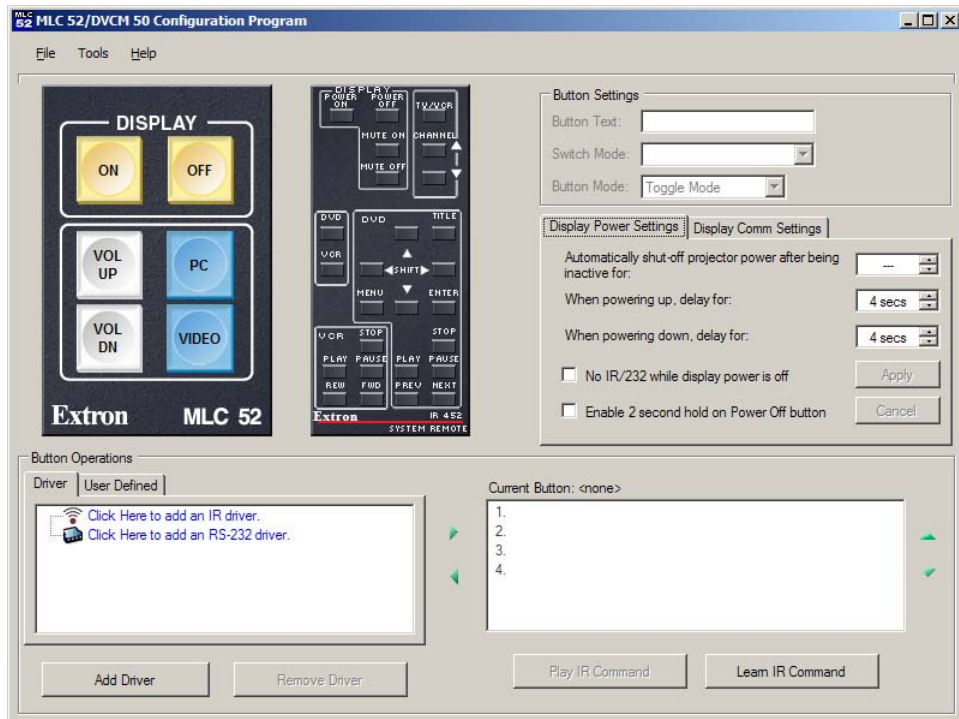 MLC 52
MLC 52/DVCM 50 Configuration Program
File Tools Help
DISPLAY
ON OFF
VOL UP
PC
VOL DN
VIDEO
Extron MLC 52
DISPLAY
POWER ON
POWER OFF
TV/VCR
MUTE ON
CHANNEL
MUTE OFF
DVD
DVD
TITLE
VCR
SHIFT
MENU
ENTER
VCR
STOP
STOP
PLAY PAUSE PLAY PAUSE
REW FWD PREV NEXT
Extron IR 452
SYSTEM REMOTE
Button Settings
Button Text:
Switch Mode:
Button Mode: Toggle Mode
Display Power Settings Display Comm Settings
Automatically shut-off projector power after being
inactive for:
---
When powering up, delay for: 4 secs
When powering down, delay for: 4 secs
No IR/232 while display power is off
Apply
Enable 2 second hold on Power Off button
Cancel
Button Operations
Driver User Defined
Click Here to add an IR driver.
Click Here to add an RS-232 driver.
Add Driver Remove Driver
Current Button: <none>
1.
2.
3.
4.
Play IR Command Learn IR Command